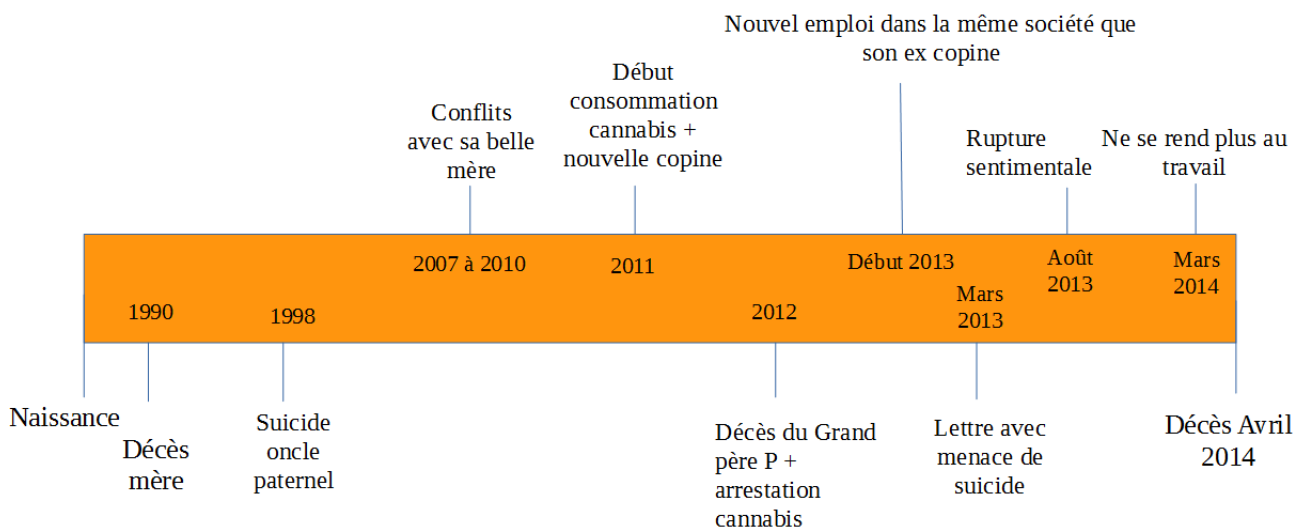 Nouvel emploi dans la même société que
son ex copine
Début
consommation
cannabis +
nouvelle copine
Conflits
avec sa belle
mère
Rupture
sentimentale
Ne se rend plus au
travail
2007 à 2010
2011
Début 2013
Août
2013
Mars
2014
1990
1998
2012
Mars
2013
Naissance
Décès
mère
Suicide
oncle
paternel
Décès du Grand
père P +
arrestation
cannabis
Lettre avec
menace de
suicide
Décès Avril
2014